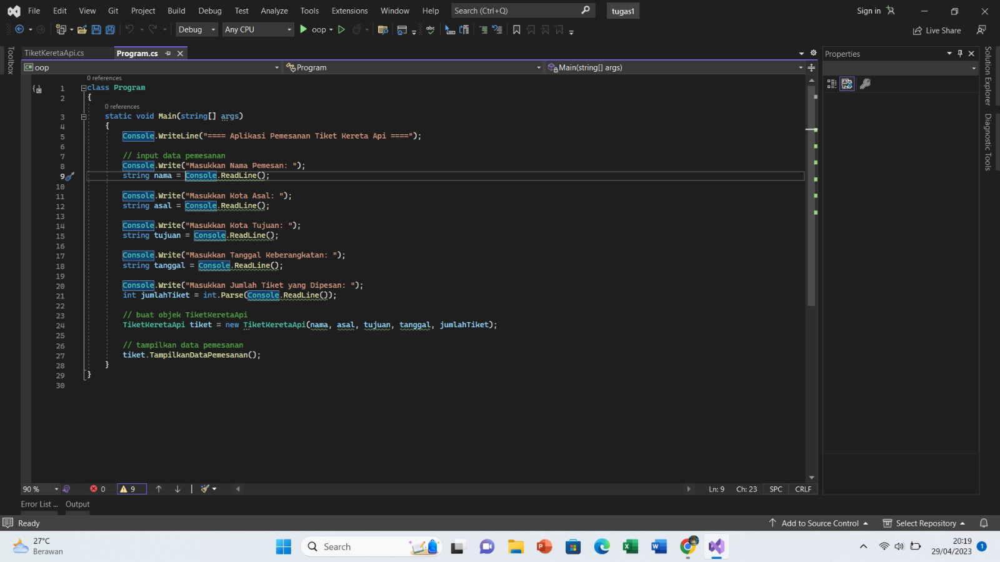 File Edit View Git Project Build Debug Test Analyze Tools Extensions Window Help Search (Ctrl+Q) tugas1 Sign in
Debug Any CPU oop Live Share
Toolbox
TiketKeretaApi.cs Program.cs
oop Program Main(string[] args)
0 references
1 class Program
2 {
0 references
3 static void Main(string[] args)
4 {
5 Console.WriteLine("==== Aplikasi Pemesanan Tiket Kereta Api ====");
6
7 // input data pemesanan
8 Console.Write("Masukkan Nama Pemesan: ");
9 string nama = Console.ReadLine();
10
11 Console.Write("Masukkan Kota Asal: ");
12 string asal = Console.ReadLine();
13
14 Console.Write("Masukkan Kota Tujuan: ");
15 string tujuan = Console.ReadLine();
16
17 Console.Write("Masukkan Tanggal Keberangkatan: ");
18 string tanggal = Console.ReadLine();
19
20 Console.Write("Masukkan Jumlah Tiket yang Dipesan: ");
21 int jumlahTiket = int.Parse(Console.ReadLine());
22
23 // buat objek TiketKeretaApi
24 TiketKeretaApi tiket = new TiketKeretaApi(nama, asal, tujuan, tanggal, jumlahTiket);
25
26 // tampilkan data pemesanan
27 tiket.TampilkanDataPemesanan();
28 }
29 }
30
Properties
Solution Explorer
Diagnostic Tools
90 % 0 9 Ln: 9 Ch: 23 SPC CRLF
Error List ... Output
Ready Add to Source Control Select Repository
27°C
Berawan
Search
20:19
29/04/2023
1